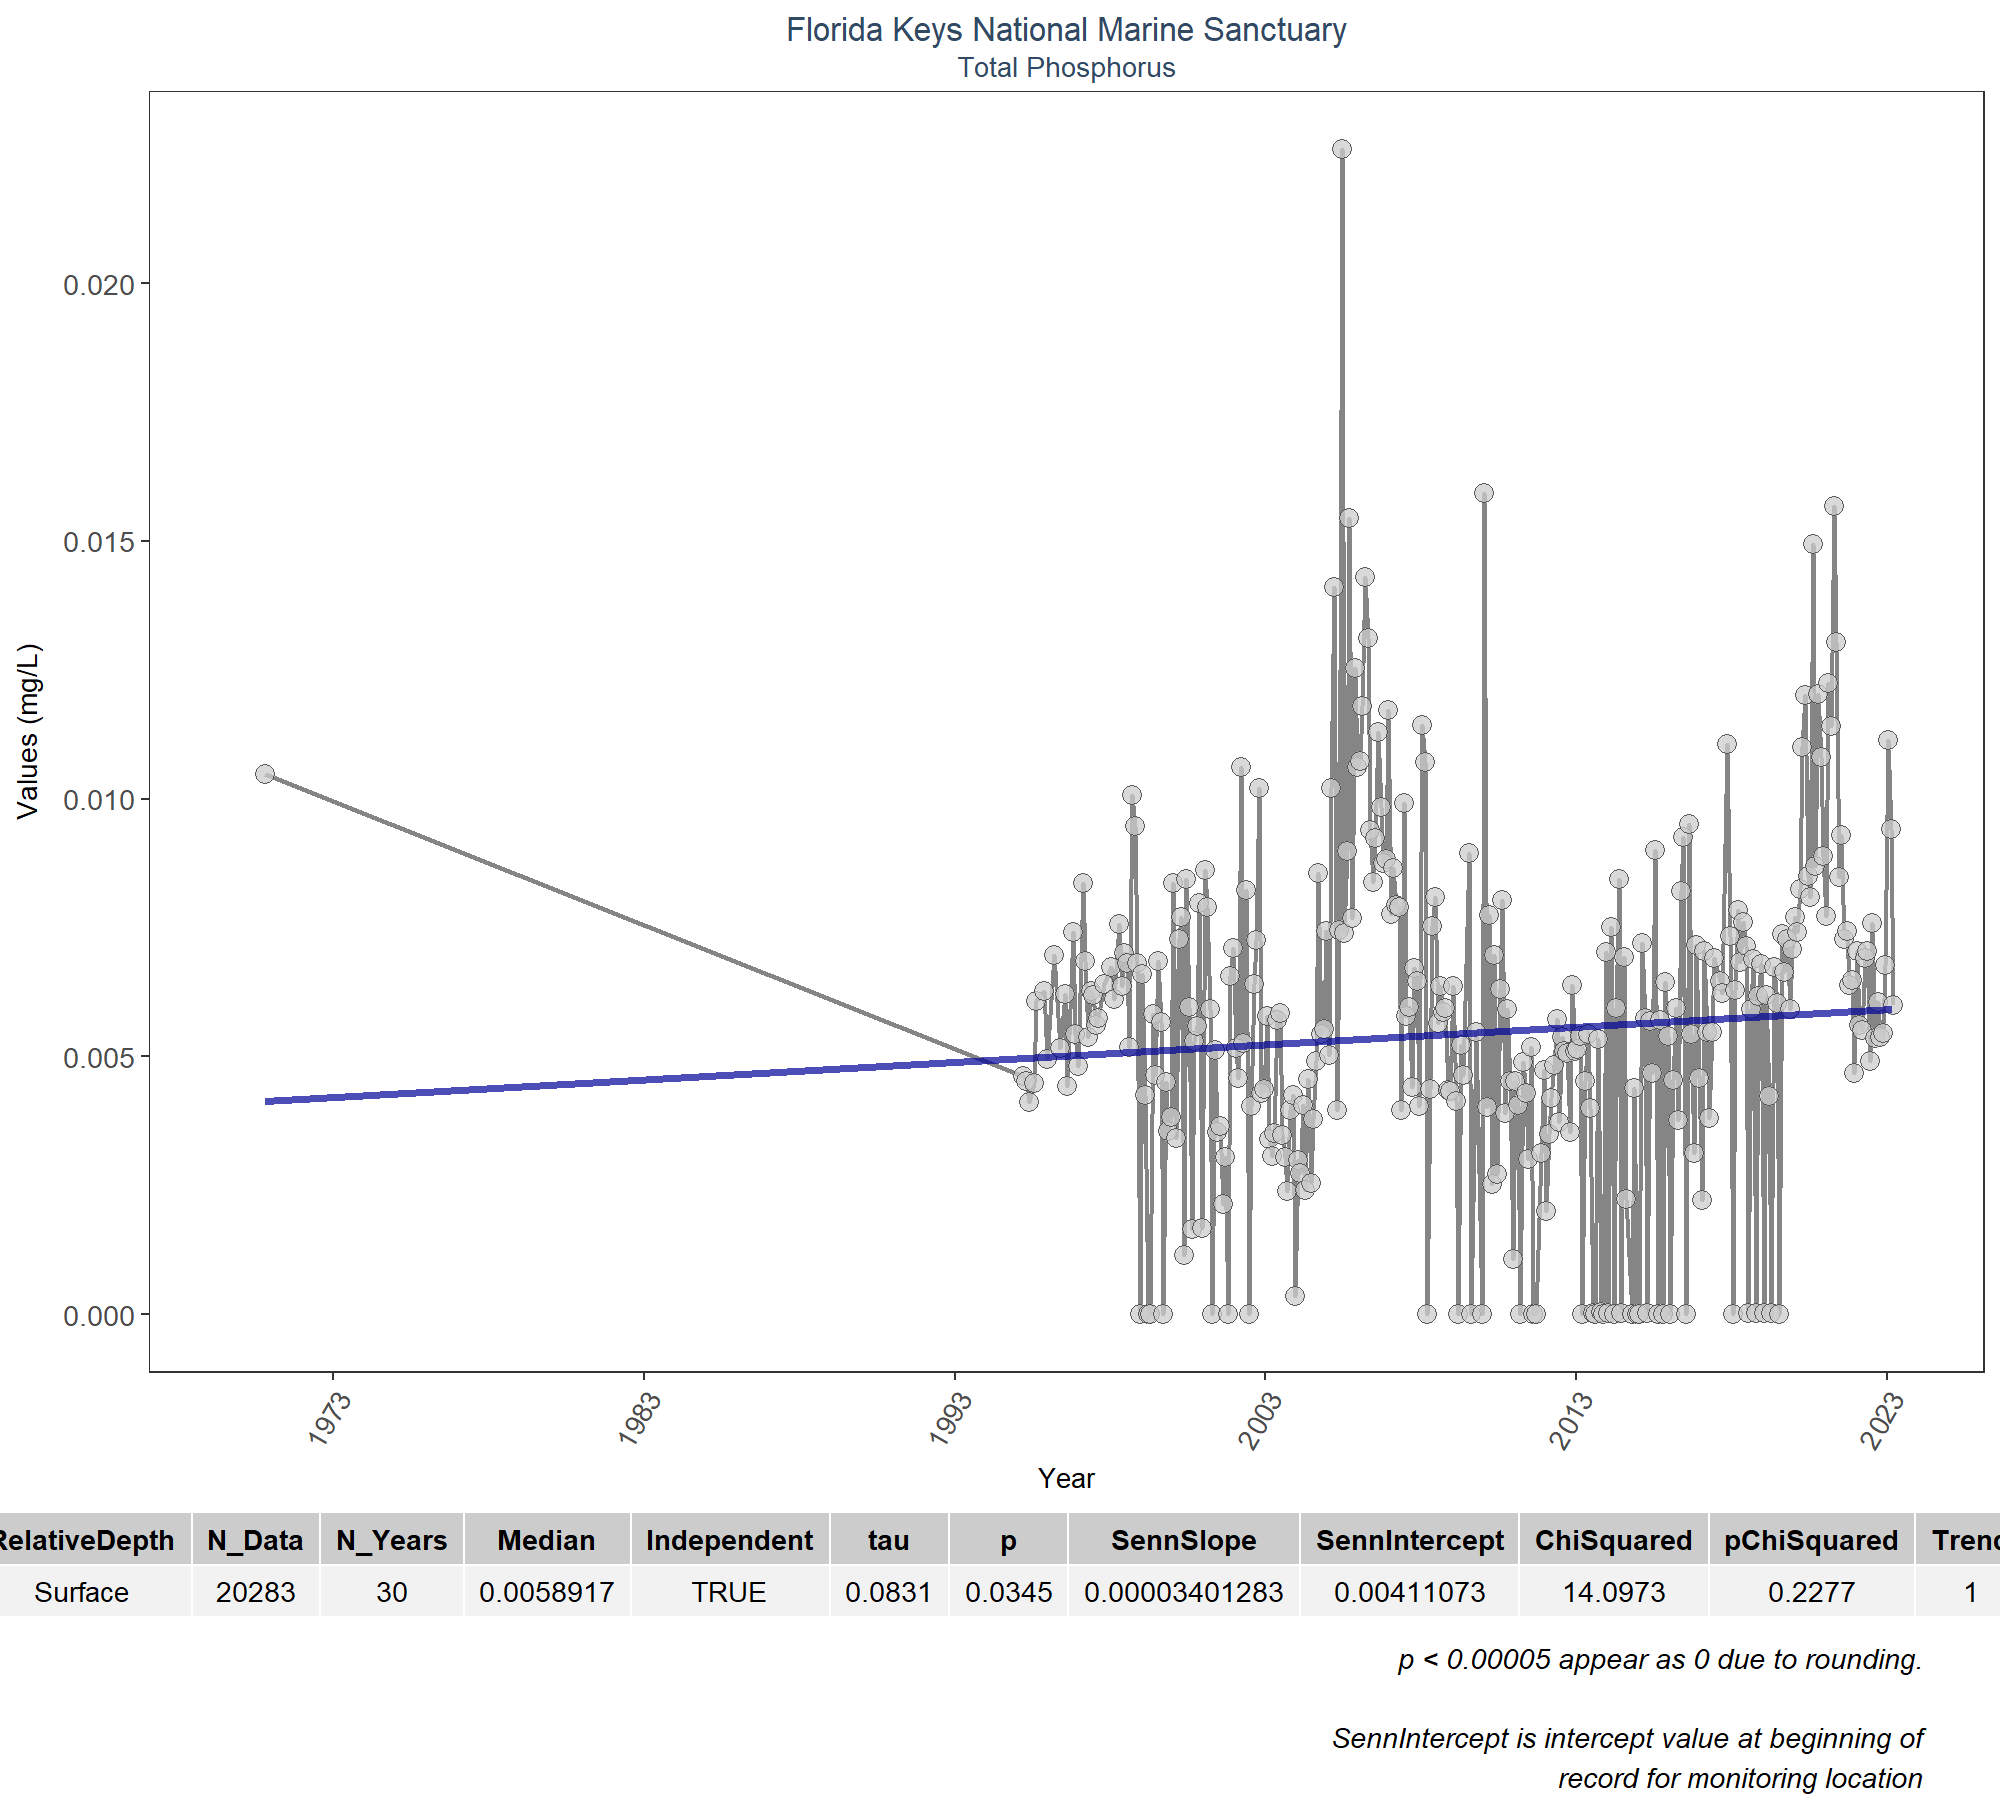 Florida Keys National Marine Sanctuary
Total Phosphorus
Values (mg/L)
0.020
0.015
0.010
0.005
0.000
1973 1983 1993 2003 2013 2023
Year
RelativeDepth N_Data N_Years Median Independent tau p SennSlope SennIntercept ChiSquared pChiSquared Trend
Surface 20283 30 0.0058917 TRUE 0.0831 0.0345 0.00003401283 0.00411073 14.0973 0.2277 1
p < 0.00005 appear as 0 due to rounding.
SennIntercept is intercept value at beginning of
record for monitoring location